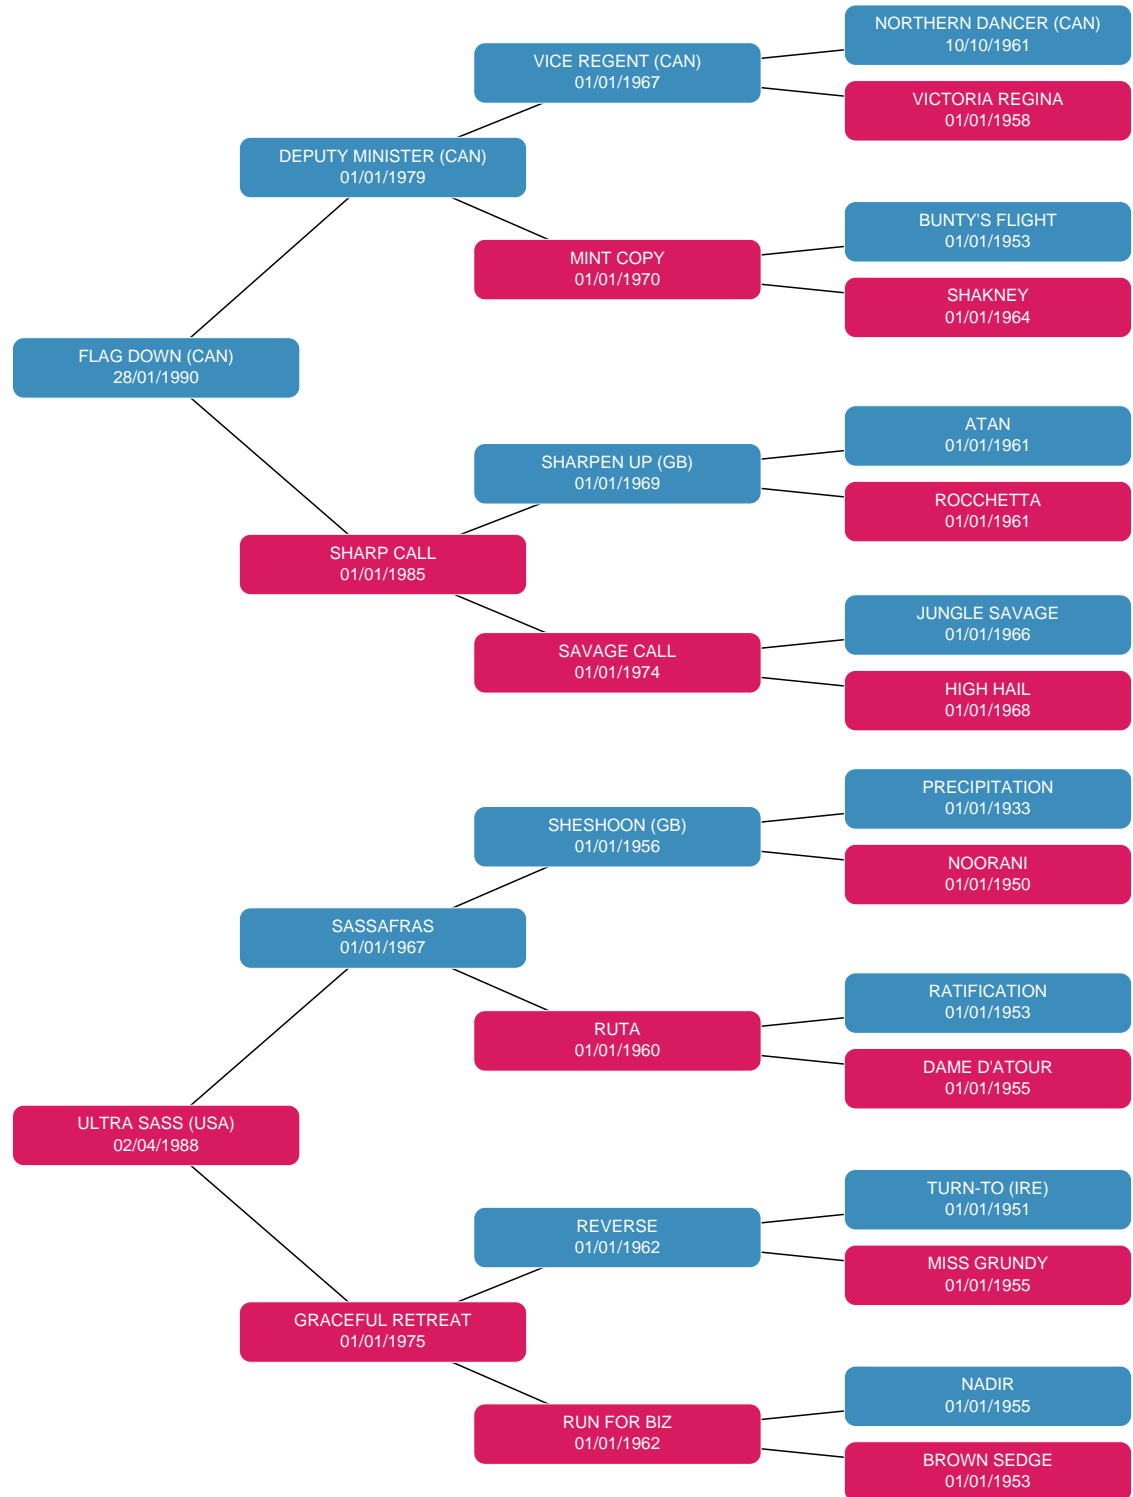 NORTHERN DANCER (CAN)
10/10/1961
VICE REGENT (CAN)
01/01/1967
VICTORIA REGINA
01/01/1958
DEPUTY MINISTER (CAN)
01/01/1979
BUNTY'S FLIGHT
01/01/1953
MINT COPY
01/01/1970
SHAKNEY
01/01/1964
FLAG DOWN (CAN)
28/01/1990
ATAN
01/01/1961
SHARPEN UP (GB)
01/01/1969
ROCCHETTA
01/01/1961
SHARP CALL
01/01/1985
JUNGLE SAVAGE
01/01/1966
SAVAGE CALL
01/01/1974
HIGH HAIL
01/01/1968
PRECIPITATION
01/01/1933
SHESHOON (GB)
01/01/1956
NOORANI
01/01/1950
SASSAFRAS
01/01/1967
RATIFICATION
01/01/1953
RUTA
01/01/1960
DAME D'ATOUR
01/01/1955
ULTRA SASS (USA)
02/04/1988
TURN-TO (IRE)
01/01/1951
REVERSE
01/01/1962
MISS GRUNDY
01/01/1955
GRACEFUL RETREAT
01/01/1975
NADIR
01/01/1955
RUN FOR BIZ
01/01/1962
BROWN SEDGE
01/01/1953